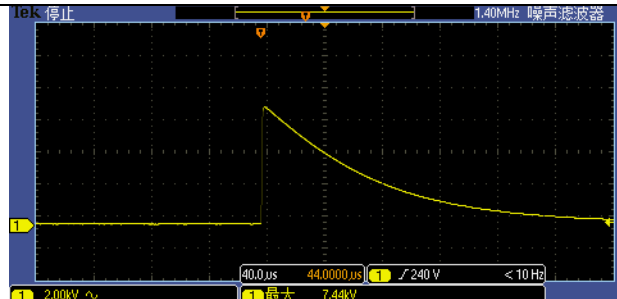 Tek 停止 1.40MHz 噪声滤波器
T
T
1
40.0µs 44.0000µs 1 ʃ 240 V < 10 Hz
1 2.00kV 1 最大 7.44kV